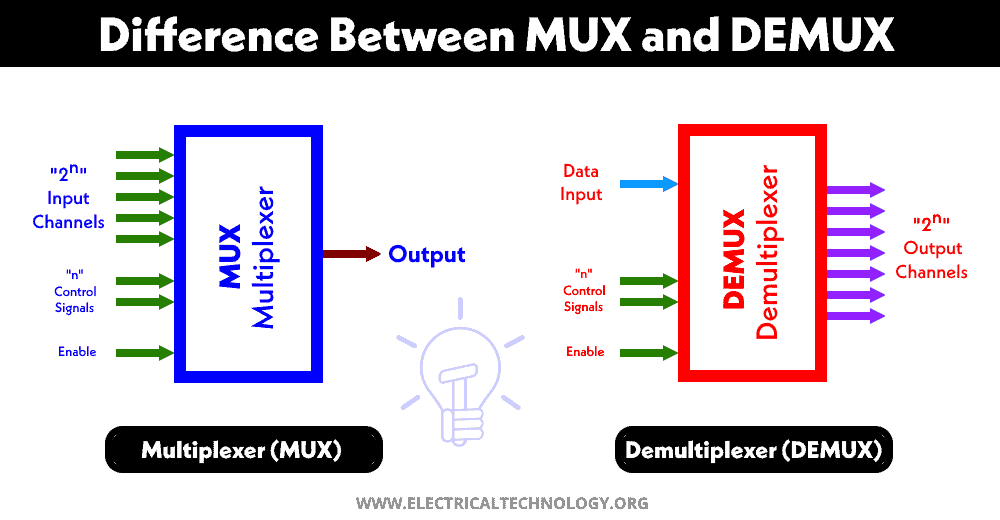 Difference Between MUX and DEMUX
"2ⁿ"
Input
Channels
"n"
Control
Signals
Enable
MUX
Multiplexer
Output
Data
Input
"n"
Control
Signals
Enable
DEMUX
Demultiplexer
"2ⁿ"
Output
Channels
Multiplexer (MUX)
Demultiplexer (DEMUX)
WWW.ELECTRICALTECHNOLOGY.ORG